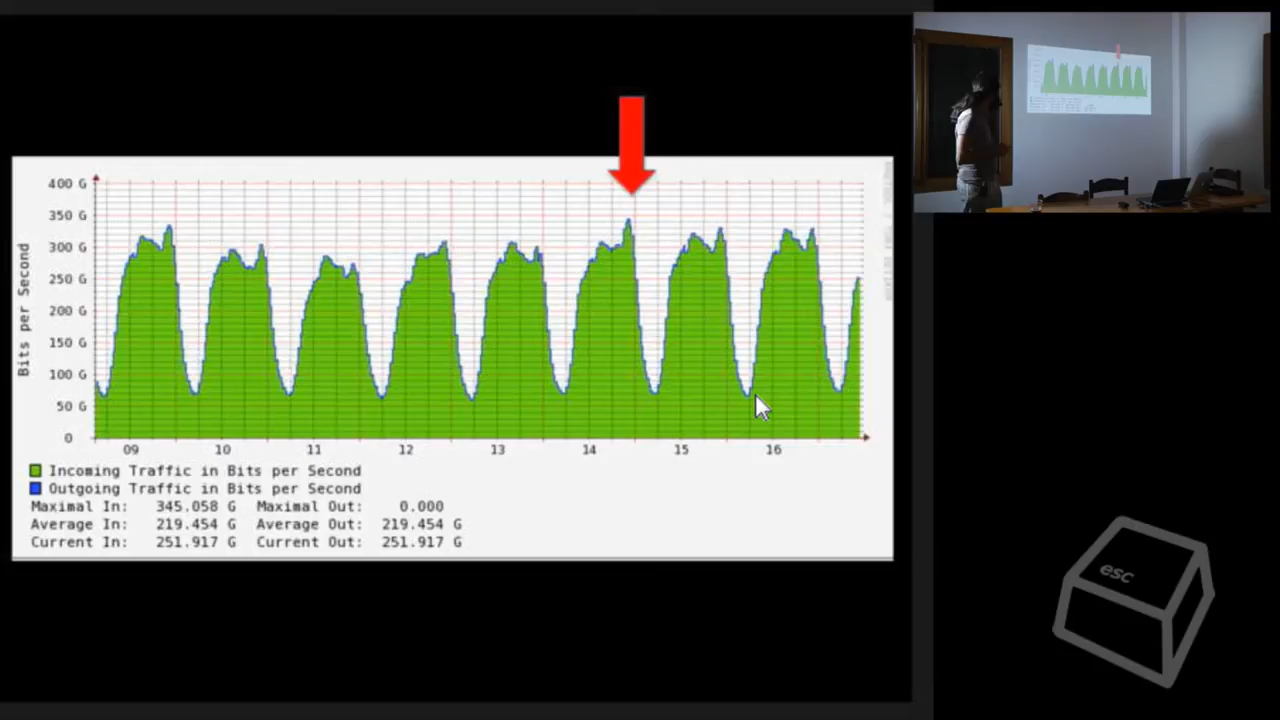 400 G
350 G
300 G
250 G
200 G
150 G
100 G
50 G
0
Bits per Second
09 10 11 12 13 14 15 16
Incoming Traffic in Bits per Second
Outgoing Traffic in Bits per Second
Maximal In: 345.058 G Maximal Out: 0.000
Average In: 219.454 G Average Out: 219.454 G
Current In: 251.917 G Current Out: 251.917 G
esc